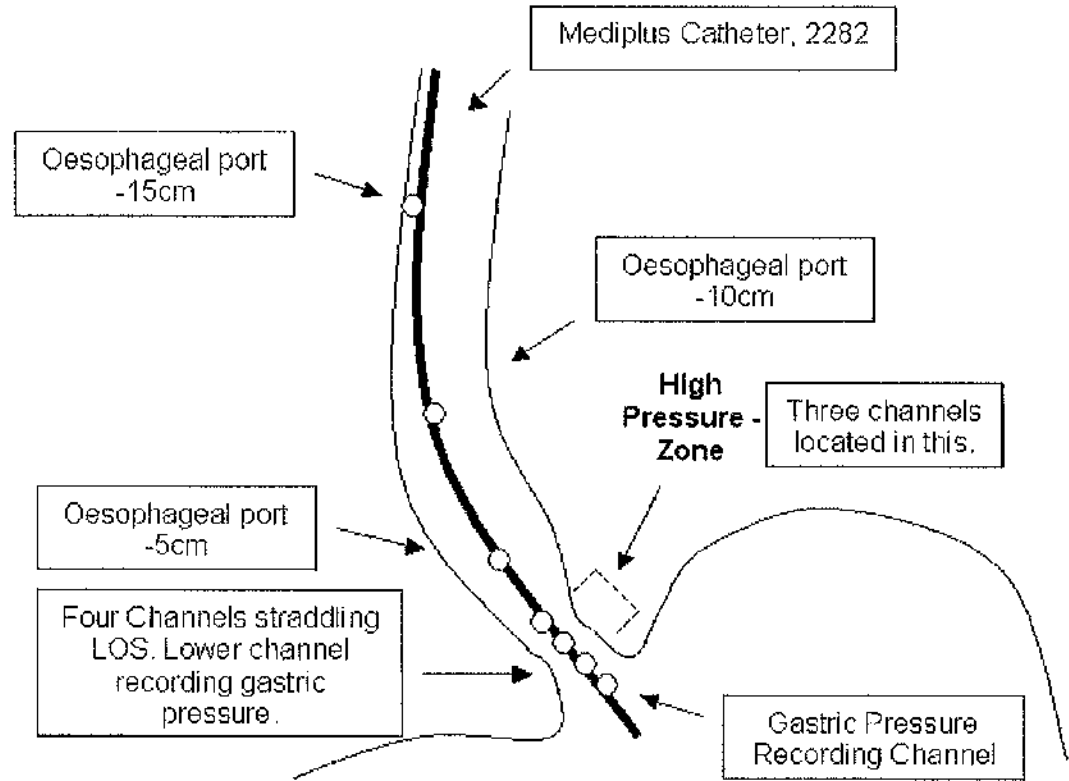 Mediplus Catheter, 2282
Oesophageal port
-15cm
Oesophageal port
-10cm
High
Pressure -
Zone
Three channels
located in this.
Oesophageal port
-5cm
Four Channels straddling
LOS. Lower channel
recording gastric
pressure.
Gastric Pressure
Recording Channel